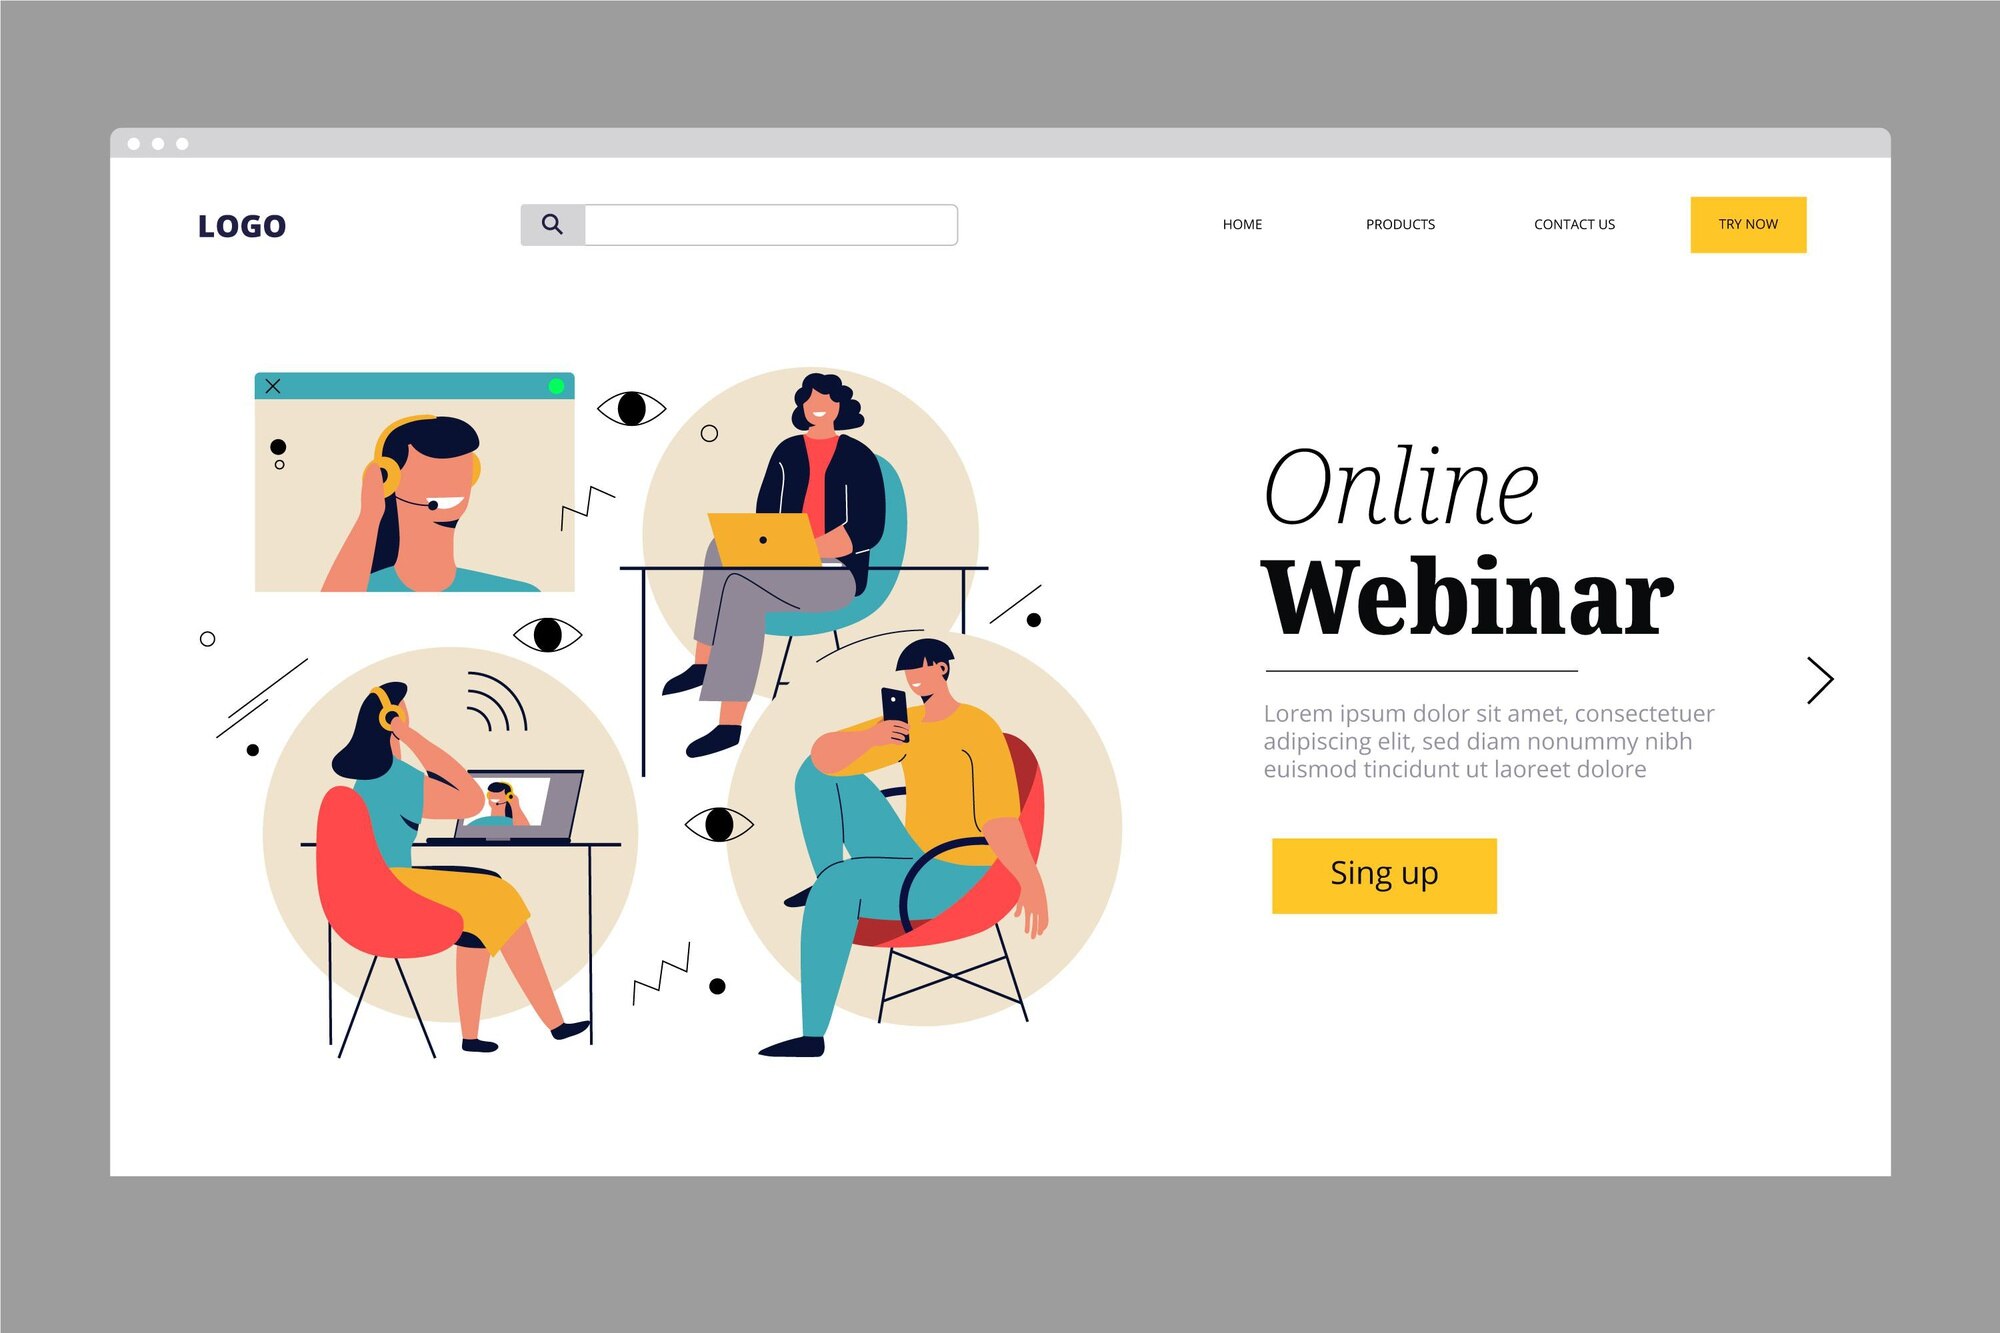 LOGO
HOME PRODUCTS CONTACT US TRY NOW
Online
Webinar
Lorem ipsum dolor sit amet, consectetuer
adipiscing elit, sed diam nonummy nibh
euismod tincidunt ut laoreet dolore
Sing up